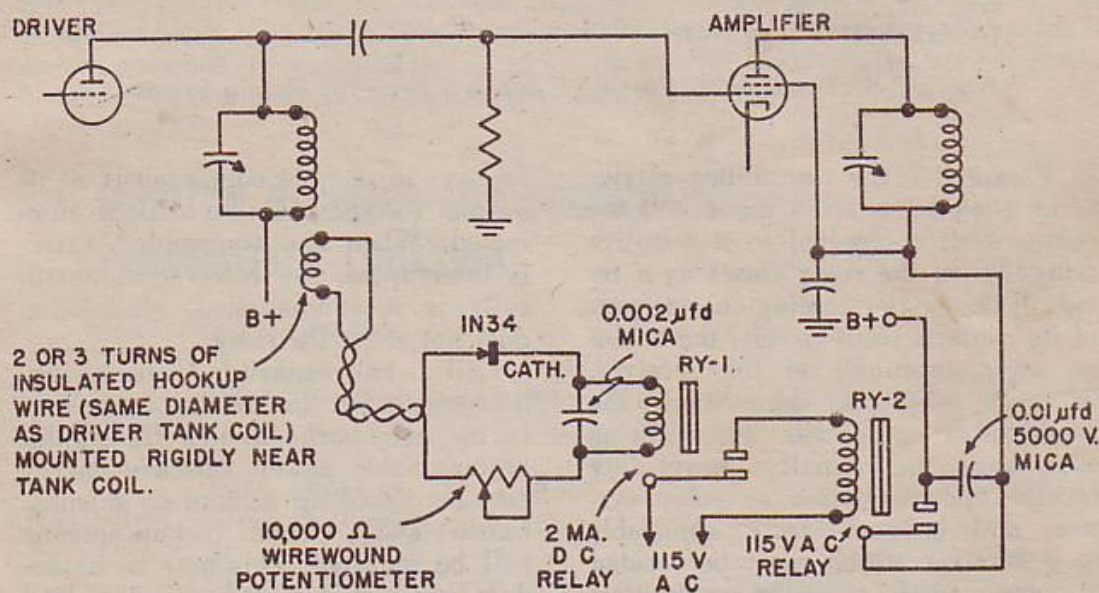 DRIVER
AMPLIFIER
B+
2 OR 3 TURNS OF
INSULATED HOOKUP
WIRE (SAME DIAMETER
AS DRIVER TANK COIL)
MOUNTED RIGIDLY NEAR
TANK COIL.
IN34
CATH.
0.002 µfd
MICA
RY-1
B+
RY-2
0.01 µfd
5000 V.
MICA
10,000 Ω
WIREWOUND
POTENTIOMETER
2 MA.
D C
RELAY
115 V
A C
115 V A C
RELAY